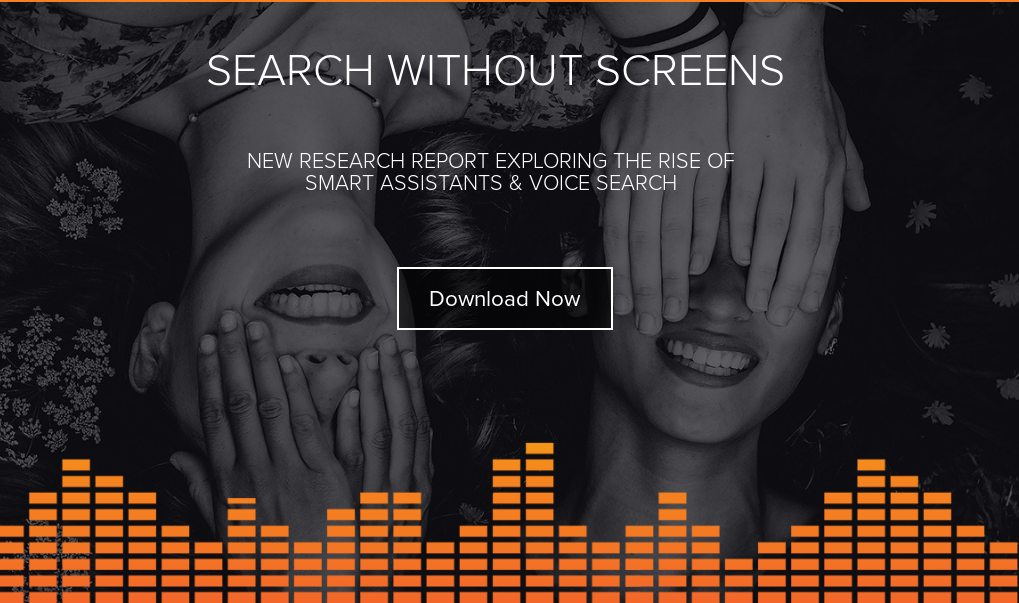 SEARCH WITHOUT SCREENS
NEW RESEARCH REPORT EXPLORING THE RISE OF
SMART ASSISTANTS & VOICE SEARCH
Download Now